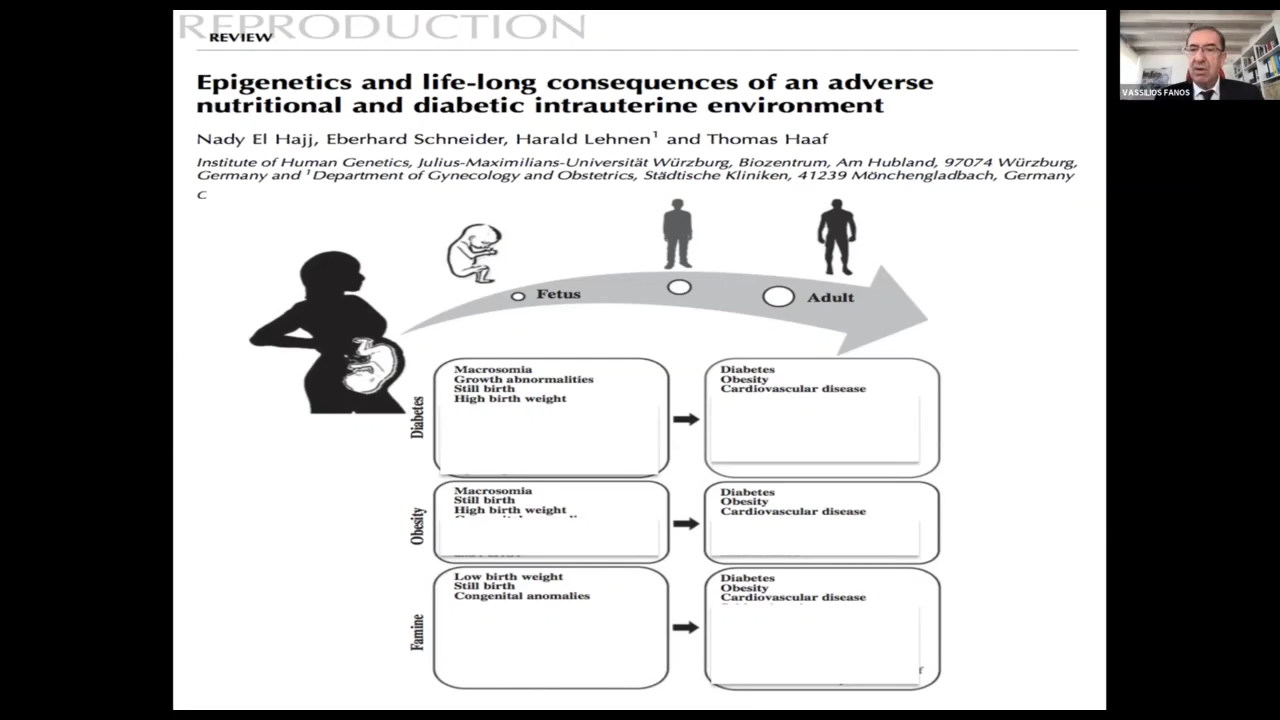 REPRODUCTION
REVIEW
VASSILIOS FANOS
Epigenetics and life-long consequences of an adverse
nutritional and diabetic intrauterine environment
Nady El Hajj, Eberhard Schneider, Harald Lehnen¹ and Thomas Haaf
Institute of Human Genetics, Julius-Maximilians-Universität Würzburg, Biozentrum, Am Hubland, 97074 Würzburg,
Germany and ¹Department of Gynecology and Obstetrics, Städtische Kliniken, 41239 Mönchengladbach, Germany
C
Fetus
Adult
Diabetes
Macrosomia
Growth abnormalities
Still birth
High birth weight
Diabetes
Obesity
Cardiovascular disease
Obesity
Macrosomia
Still birth
High birth weight
Diabetes
Obesity
Cardiovascular disease
Famine
Low birth weight
Still birth
Congenital anomalies
Diabetes
Obesity
Cardiovascular disease